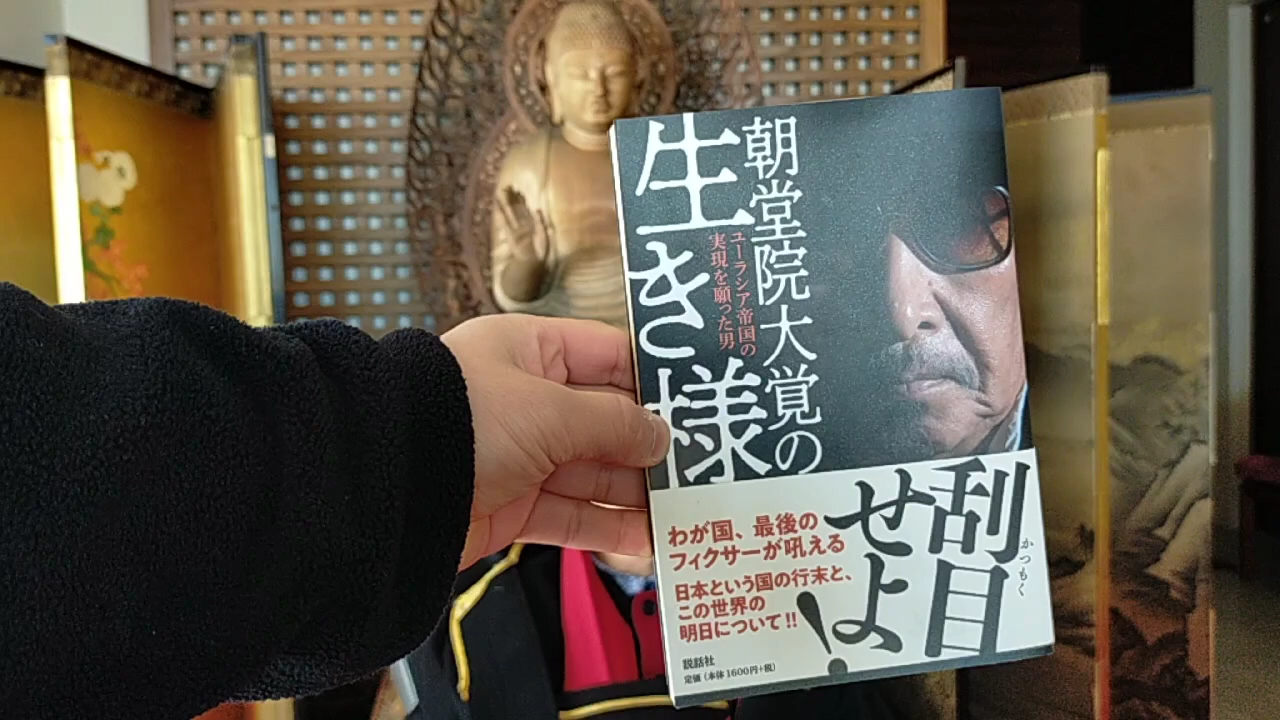 朝堂院大覚の
生き様
ユーラシア帝国の
実現を願った男
刮目
かつもく
せよ!
わが国、最後の
フィクサーが吼える
日本という国の行末と、
この世界の
明日について!!
説話社
定価(本体1600円+税)